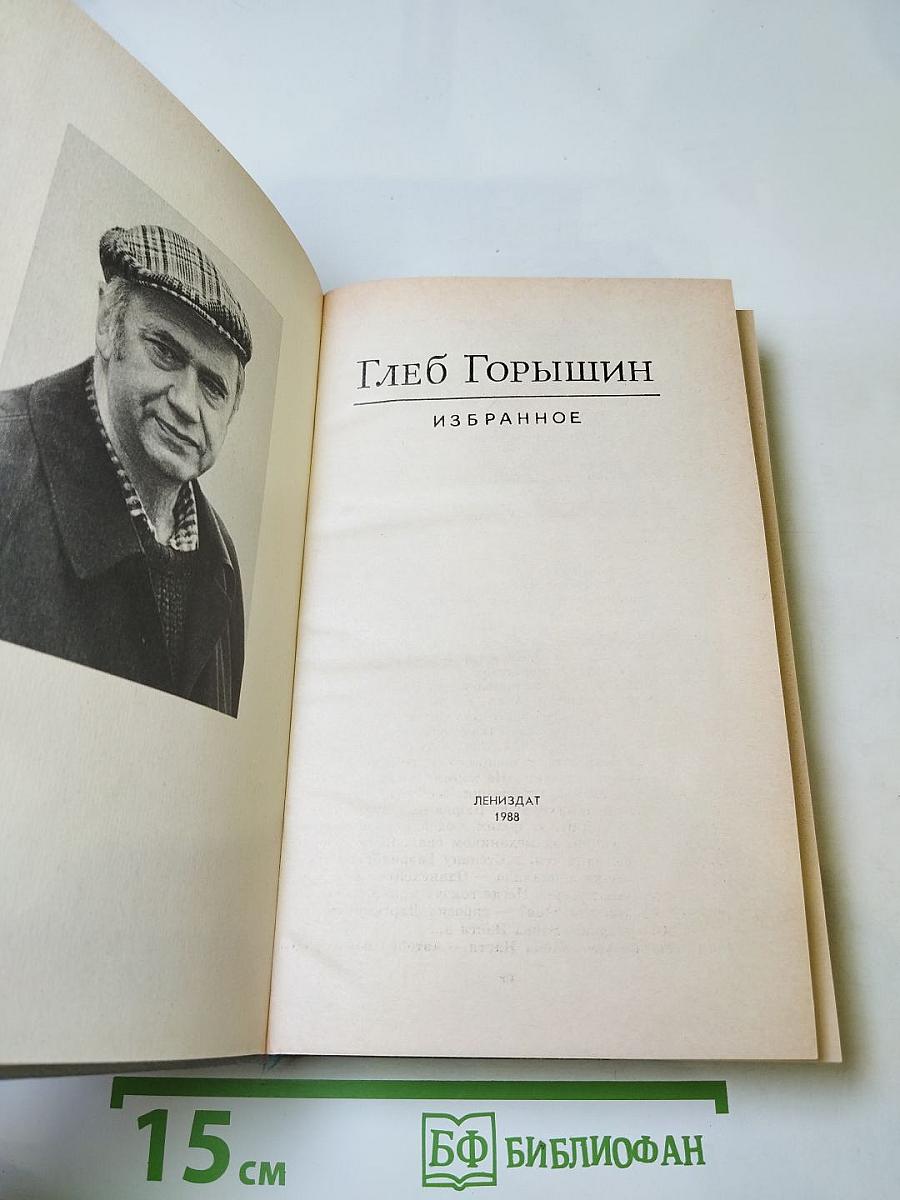 Глеб Горышин
ИЗБРАННОЕ
ЛЕНИЗДАТ
1988
15 см
БФ БИБЛИОФАН